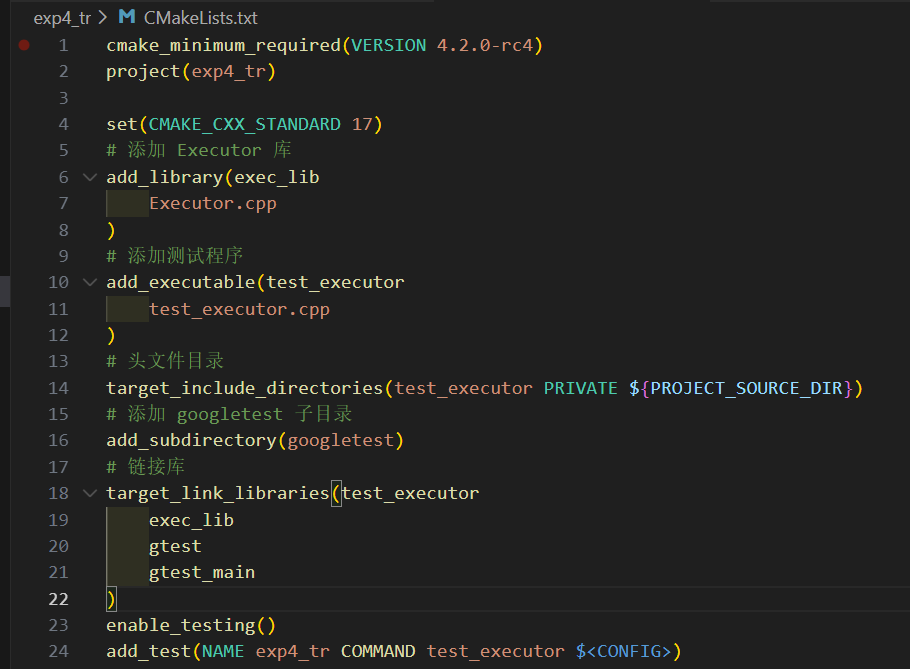 exp4_tr > M CMakeLists.txt
1 cmake_minimum_required(VERSION 4.2.0-rc4)
2 project(exp4_tr)
3
4 set(CMAKE_CXX_STANDARD 17)
5 # 添加 Executor 库
6 add_library(exec_lib
7 Executor.cpp
8 )
9 # 添加测试程序
10 add_executable(test_executor
11 test_executor.cpp
12 )
13 # 头文件目录
14 target_include_directories(test_executor PRIVATE ${PROJECT_SOURCE_DIR})
15 # 添加 googletest 子目录
16 add_subdirectory(googletest)
17 # 链接库
18 target_link_libraries(test_executor
19 exec_lib
20 gtest
21 gtest_main
22 )
23 enable_testing()
24 add_test(NAME exp4_tr COMMAND test_executor $<CONFIG>)